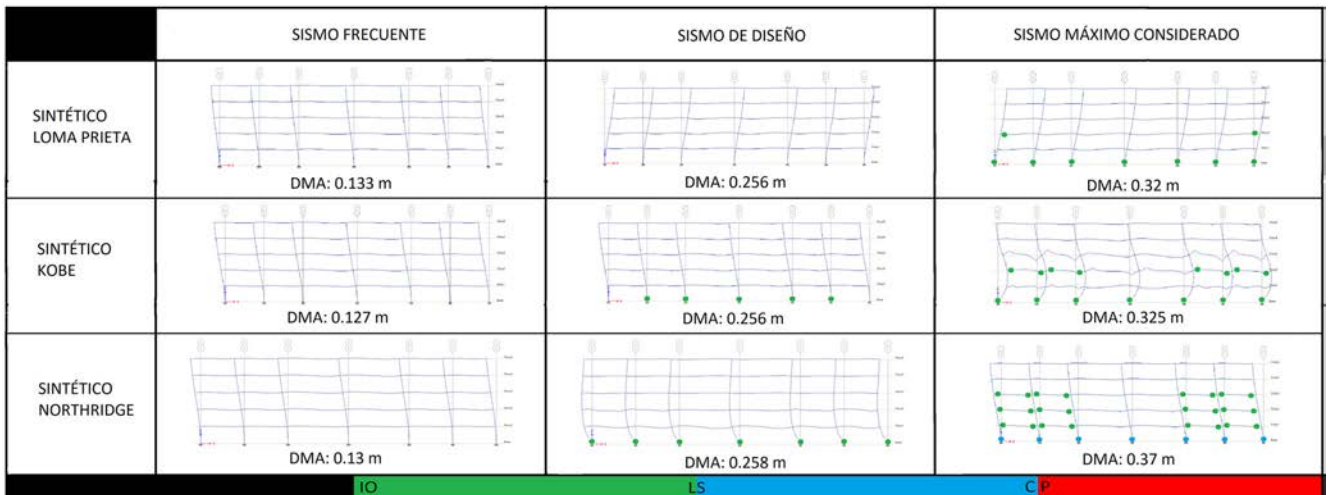 SISMO FRECUENTE
SISMO DE DISEÑO
SISMO MÁXIMO CONSIDERADO
SINTÉTICO
LOMA PRIETA
DMA: 0.133 m
DMA: 0.256 m
DMA: 0.32 m
SINTÉTICO
KOBE
DMA: 0.127 m
DMA: 0.256 m
DMA: 0.325 m
SINTÉTICO
NORTHRIDGE
DMA: 0.13 m
DMA: 0.258 m
DMA: 0.37 m
IO
LS
CP